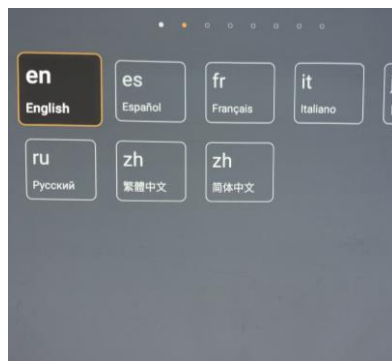 en
English
es
Español
fr
Français
it
Italiano
ru
Русский
zh
繁體中文
zh
简体中文